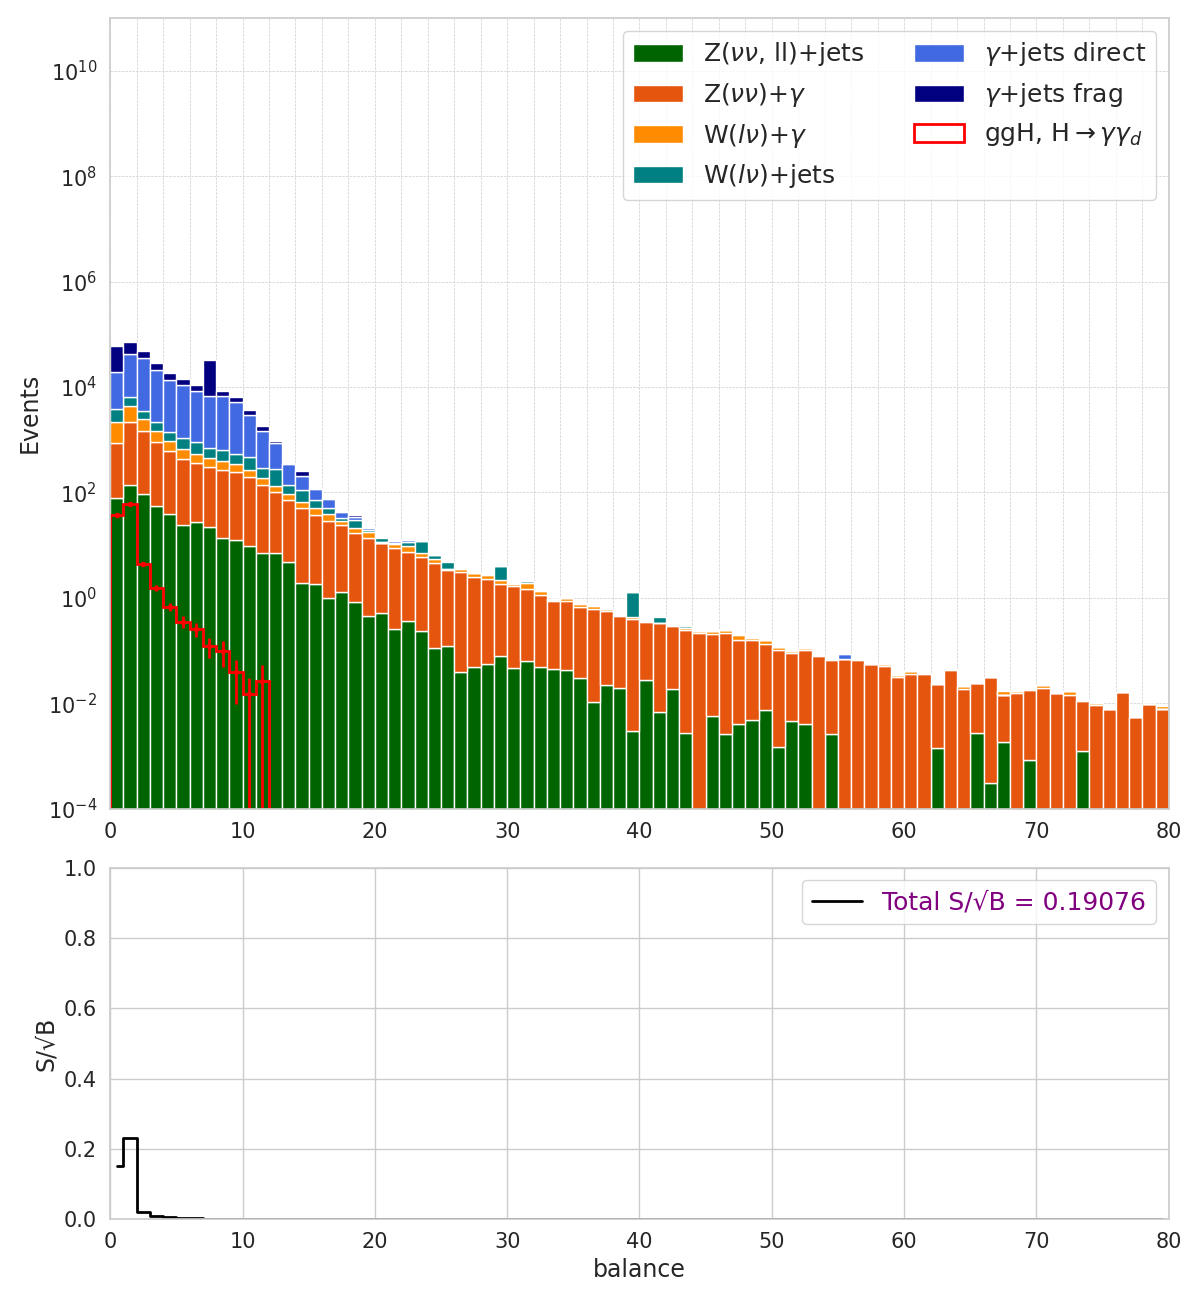 Z(νν, ll)+jets
Z(νν)+γ
W(lν)+γ
W(lν)+jets
γ+jets direct
γ+jets frag
ggH, H→γγ_d
10^10
10^8
10^6
10^4
10^2
10^0
10^−2
10^−4
Events
0 10 20 30 40 50 60 70 80
Total S/√B = 0.19076
1.0
0.8
0.6
0.4
0.2
0.0
S/√B
0 10 20 30 40 50 60 70 80
balance